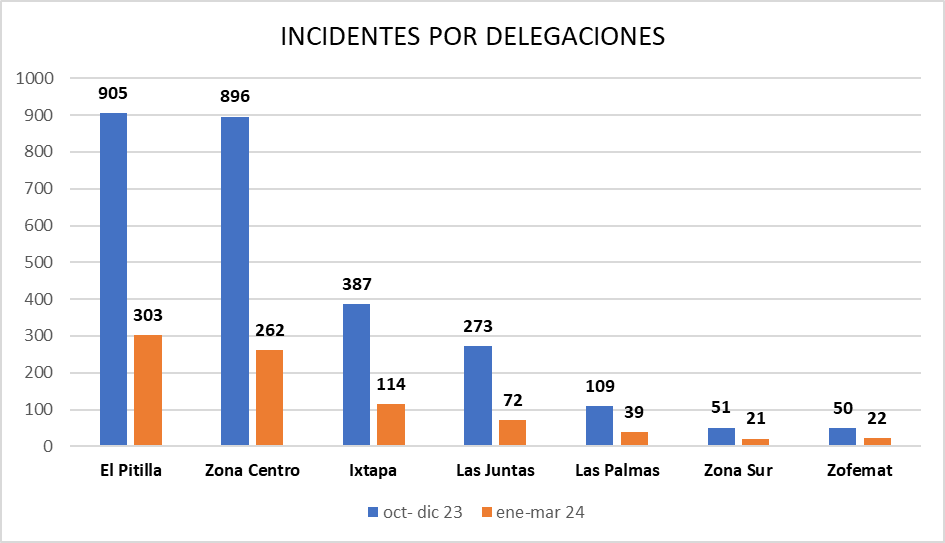 INCIDENTES POR DELEGACIONES
1000
900
800
700
600
500
400
300
200
100
0
905
303
896
262
387
114
273
72
109
39
51
21
50
22
El Pitilla
Zona Centro
Ixtapa
Las Juntas
Las Palmas
Zona Sur
Zofemat
oct- dic 23
ene-mar 24